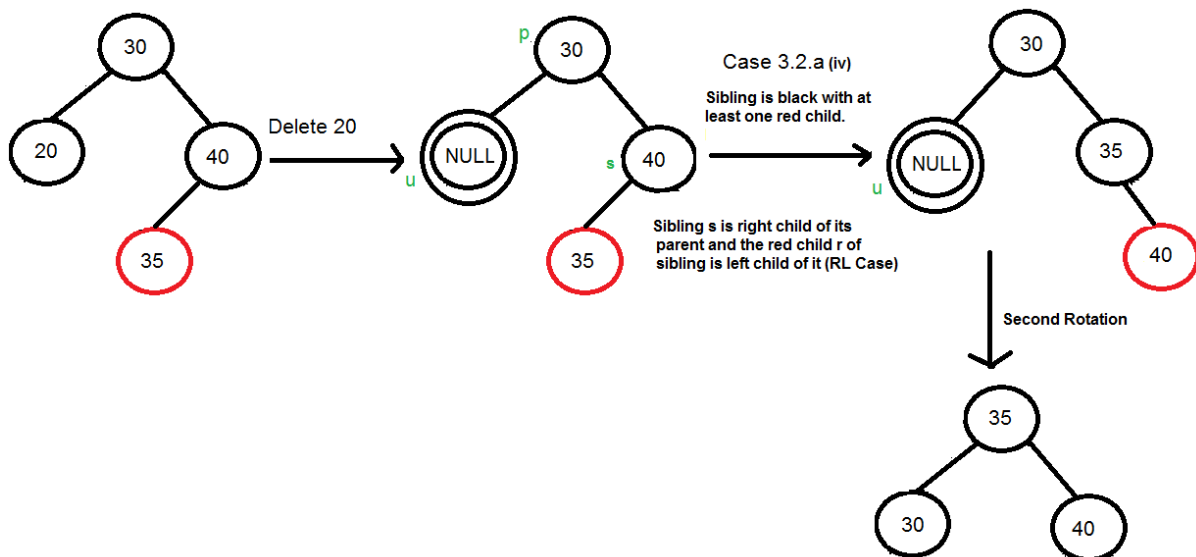 30
20
40
35
Delete 20
p
30
NULL
u
s
40
35
Case 3.2.a (iv)
Sibling is black with at
least one red child.
Sibling s is right child of its
parent and the red child r of
sibling is left child of it (RL Case)
30
NULL
u
35
40
Second Rotation
35
30
40